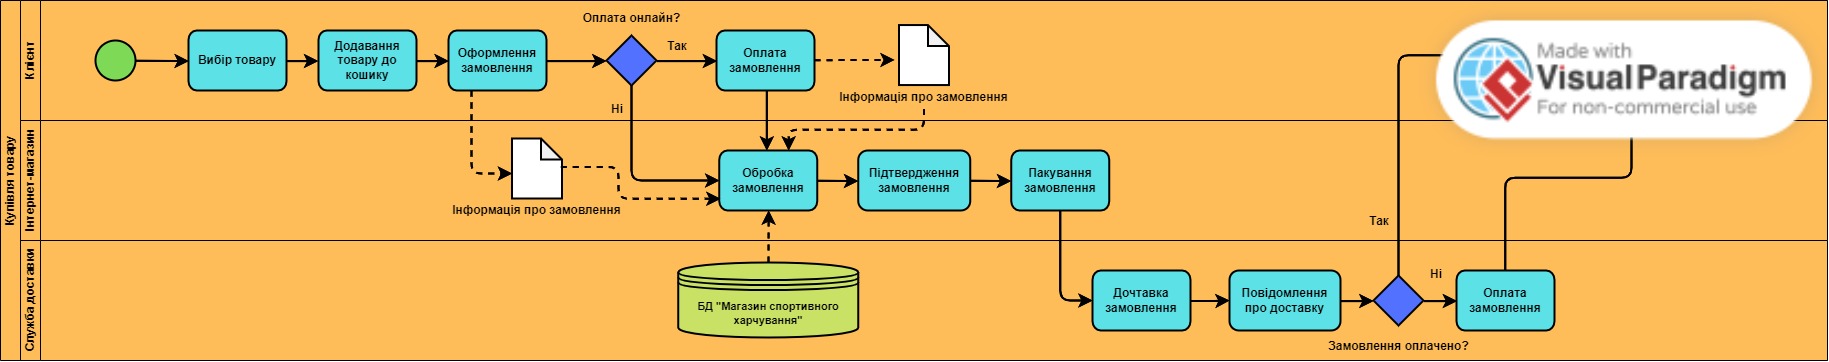 Купівля товару
Клієнт
Інтернет-магазин
Служба доставки
Оплата онлайн?
Вибір товару
Додавання
товару до
кошику
Оформлення
замовлення
Так
Оплата
замовлення
Ні
Інформація про замовлення
Made with
Visual Paradigm
For non-commercial use
Інформація про замовлення
Обробка
замовлення
Підтвердження
замовлення
Пакування
замовлення
Так
БД "Магазин спортивного
харчування"
Дочтавка
замовлення
Повідомлення
про доставку
Ні
Оплата
замовлення
Замовлення оплачено?